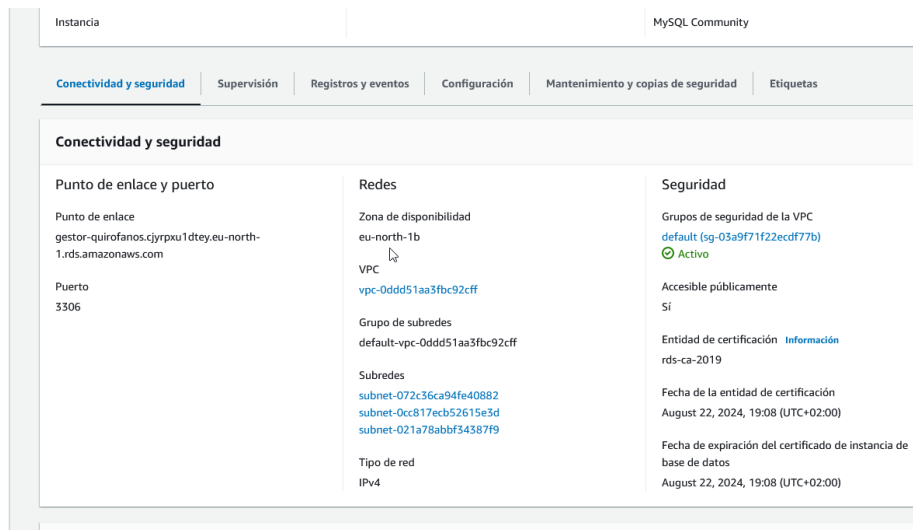 Instancia
MySQL Community
Conectividad y seguridad
Supervisión
Registros y eventos
Configuración
Mantenimiento y copias de seguridad
Etiquetas
Conectividad y seguridad
Punto de enlace y puerto
Punto de enlace
gestor-quirofanos.cjyrpxu1dtey.eu-north-
1.rds.amazonaws.com
Puerto
3306
Redes
Zona de disponibilidad
eu-north-1b
VPC
vpc-0ddd51aa3fbc92cff
Grupo de subredes
default-vpc-0ddd51aa3fbc92cff
Subredes
subnet-072c36ca94fe40882
subnet-0cc817ecb52615e3d
subnet-021a78abbf34387f9
Tipo de red
IPv4
Seguridad
Grupos de seguridad de la VPC
default (sg-03a9f71f22ecdf77b)
Activo
Accesible públicamente
Sí
Entidad de certificación Información
rds-ca-2019
Fecha de la entidad de certificación
August 22, 2024, 19:08 (UTC+02:00)
Fecha de expiración del certificado de instancia de
base de datos
August 22, 2024, 19:08 (UTC+02:00)